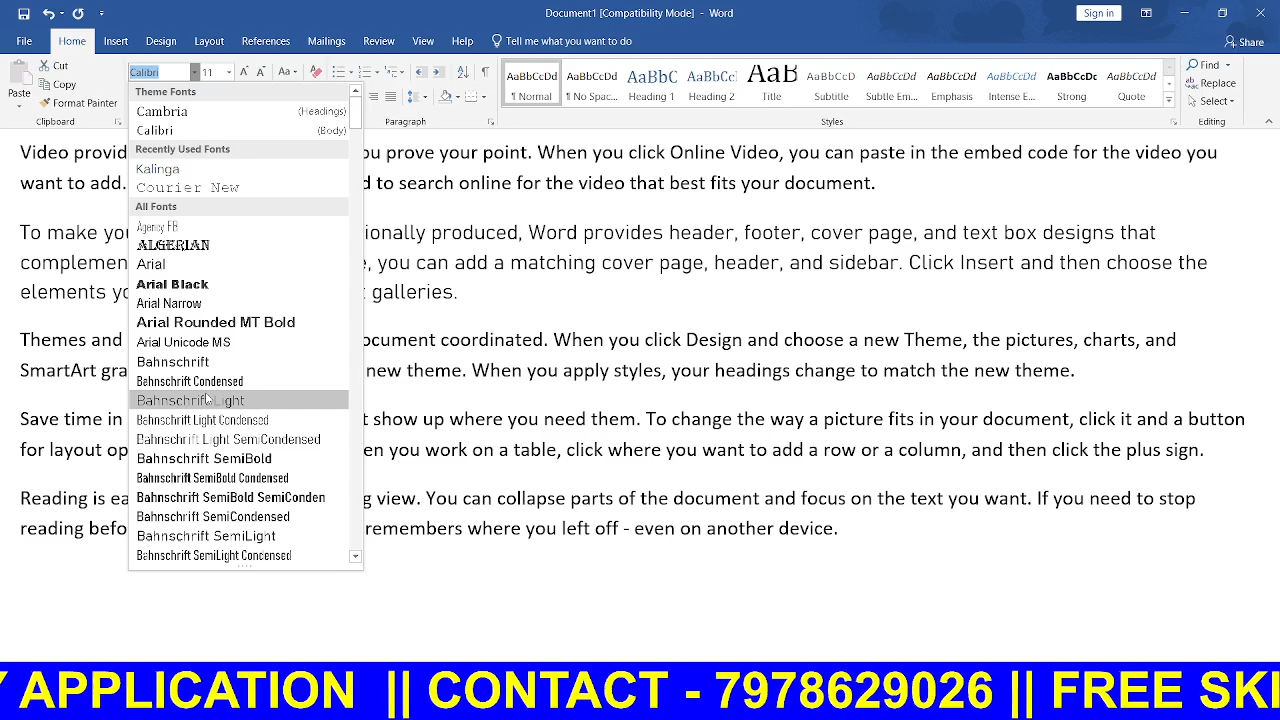 Document1 [Compatibility Mode] - Word
Sign in
File Home Insert Design Layout References Mailings Review View Help Tell me what you want to do
Share
Paste
Cut
Copy
Format Painter
Clipboard
Calibri 11 Aa
Paragraph
AaBbCcDd AaBbCcDd AaBbC AaBbCc AaB AaBbCcDd AaBbCcDd AaBbCcDd AaBbCcDd AaBbCcDc AaBbCcDd
¶ Normal ¶ No Spac... Heading 1 Heading 2 Title Subtitle Subtle Em... Emphasis Intense E... Strong Quote
Styles
Find
Replace
Select
Editing
Theme Fonts
Cambria (Headings)
Calibri (Body)
Recently Used Fonts
Kalinga
Courier New
All Fonts
Agency FB
ALGERIAN
Arial
Arial Black
Arial Narrow
Arial Rounded MT Bold
Arial Unicode MS
Bahnschrift
Bahnschrift Condensed
Bahnschrift Light
Bahnschrift Light Condensed
Bahnschrift Light SemiCondensed
Bahnschrift SemiBold
Bahnschrift SemiBold Condensed
Bahnschrift SemiBold SemiConden
Bahnschrift SemiCondensed
Bahnschrift SemiLight
Bahnschrift SemiLight Condensed
Video provid ou prove your point. When you click Online Video, you can paste in the embed code for the video you
want to add. d to search online for the video that best fits your document.
To make you ionally produced, Word provides header, footer, cover page, and text box designs that
complemen e, you can add a matching cover page, header, and sidebar. Click Insert and then choose the
elements yo t galleries.
Themes and ocument coordinated. When you click Design and choose a new Theme, the pictures, charts, and
SmartArt gra new theme. When you apply styles, your headings change to match the new theme.
Save time in t show up where you need them. To change the way a picture fits in your document, click it and a button
for layout op en you work on a table, click where you want to add a row or a column, and then click the plus sign.
Reading is ea g view. You can collapse parts of the document and focus on the text you want. If you need to stop
reading befo remembers where you left off - even on another device.
Y APPLICATION || CONTACT - 7978629026 || FREE SKI